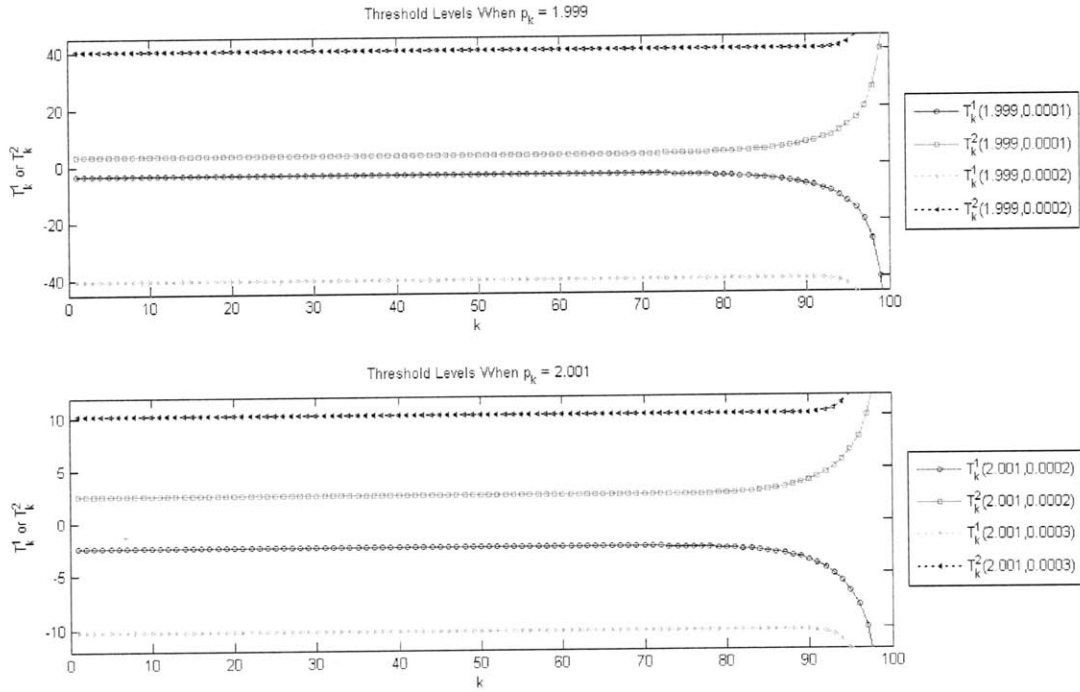 Threshold Levels When p_k = 1.999
T_k^1 or T_k^2
40
20
0
-20
-40
0 10 20 30 40 50 60 70 80 90 100
k
T_k^1(1.999,0.0001)
T_k^2(1.999,0.0001)
T_k^1(1.999,0.0002)
T_k^2(1.999,0.0002)
Threshold Levels When p_k = 2.001
T_k^1 or T_k^2
10
5
0
-5
-10
0 10 20 30 40 50 60 70 80 90 100
k
T_k^1(2.001,0.0002)
T_k^2(2.001,0.0002)
T_k^1(2.001,0.0003)
T_k^2(2.001,0.0003)